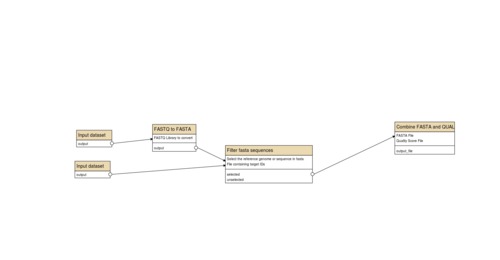 Input dataset
output
FASTQ to FASTA
FASTQ Library to convert
output
Input dataset
output
Filter fasta sequences
Select the reference genome or sequence in fasta
File containing target IDs
selected
unselected
Combine FASTA and QUAL
FASTA File
Quality Score File
output_file